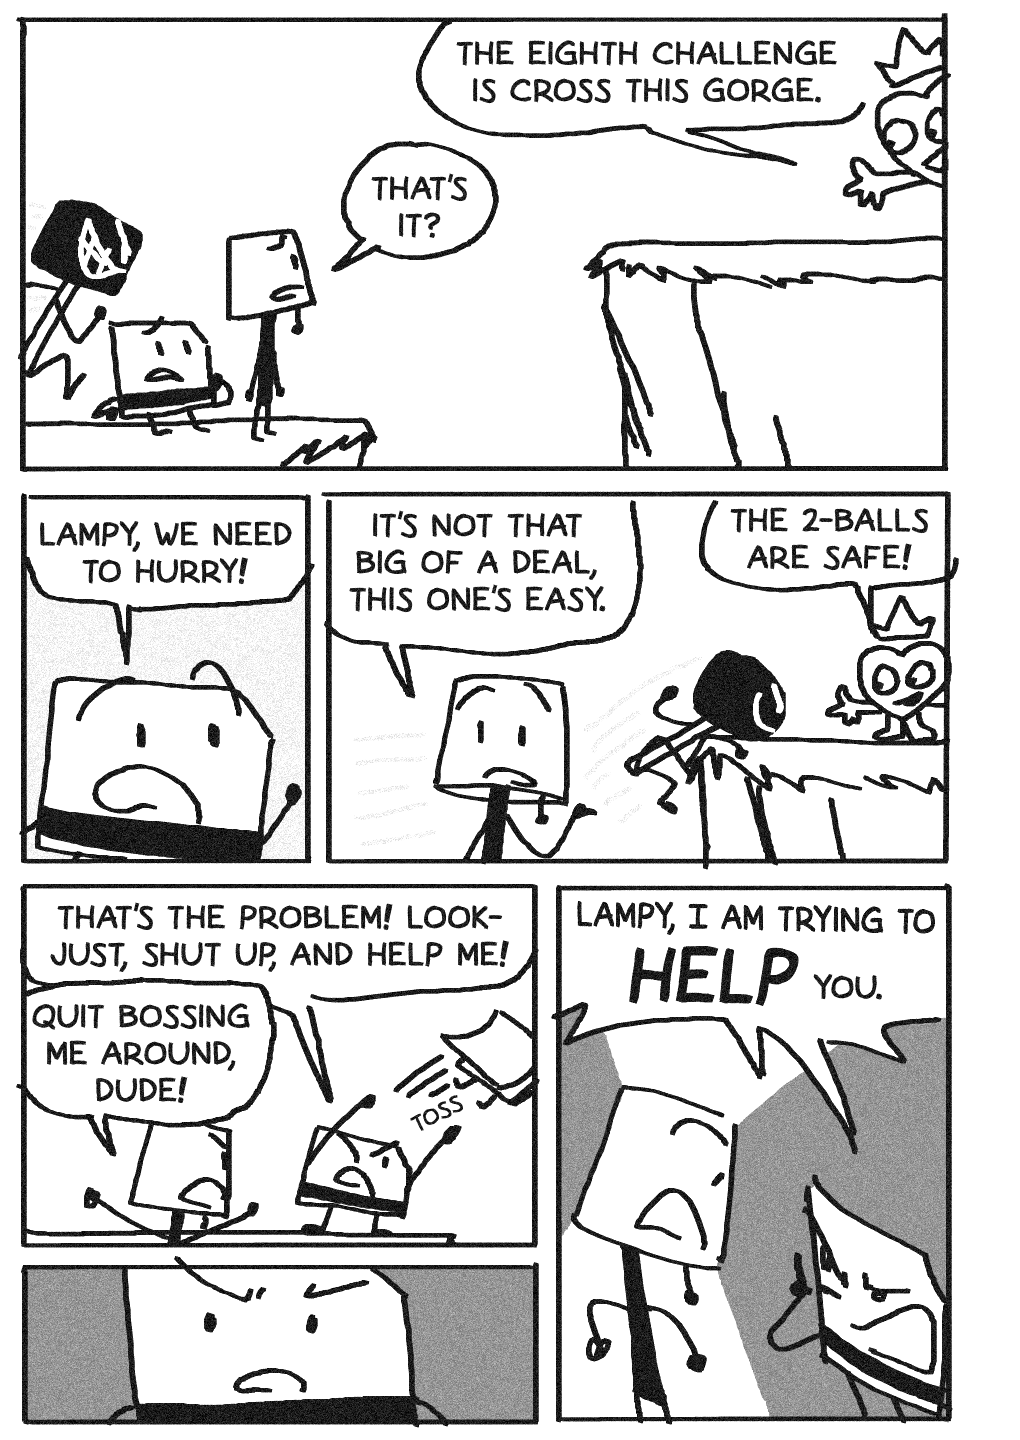 THE EIGHTH CHALLENGE
IS CROSS THIS GORGE.
THAT'S
IT?
LAMPY, WE NEED
TO HURRY!
IT'S NOT THAT
BIG OF A DEAL,
THIS ONE'S EASY.
THE 2-BALLS
ARE SAFE!
THAT'S THE PROBLEM! LOOK-
JUST, SHUT UP, AND HELP ME!
QUIT BOSSING
ME AROUND,
DUDE!
TOSS
LAMPY, I AM TRYING TO
HELP YOU.